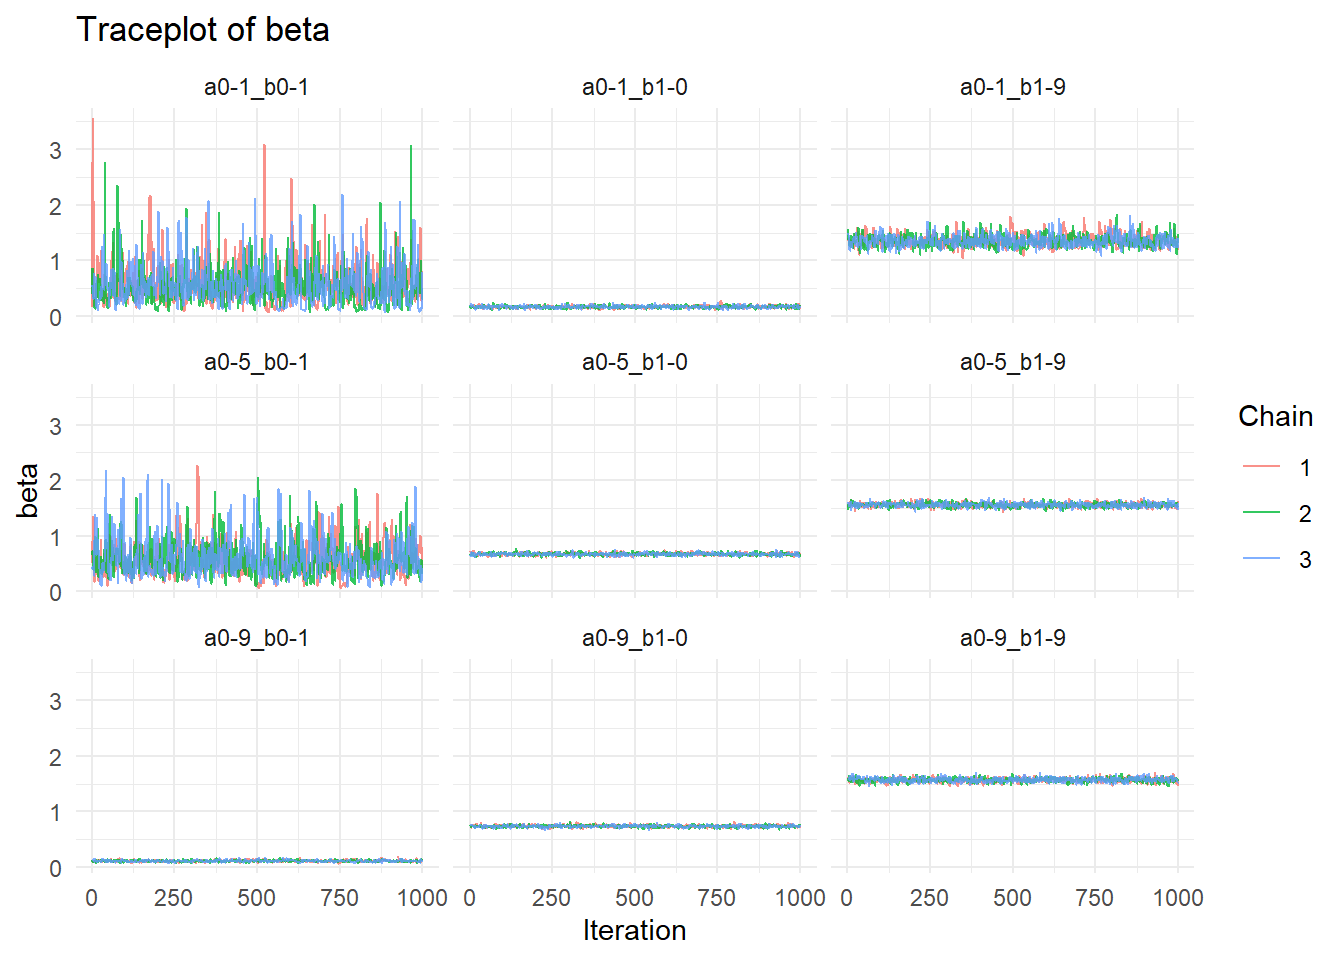 Traceplot of beta
a0-1_b0-1
a0-1_b1-0
a0-1_b1-9
3
2
1
0
a0-5_b0-1
a0-5_b1-0
a0-5_b1-9
3
2
1
0
beta
a0-9_b0-1
a0-9_b1-0
a0-9_b1-9
3
2
1
0
0 250 500 750 1000
0 250 500 750 1000
0 250 500 750 1000
Iteration
Chain
1
2
3